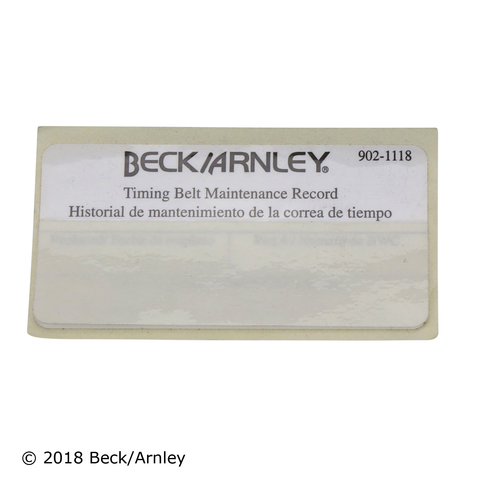 BECK/ARNLEY® 902-1118
Timing Belt Maintenance Record
Historial de mantenimiento de la correa de tiempo
© 2018 Beck/Arnley